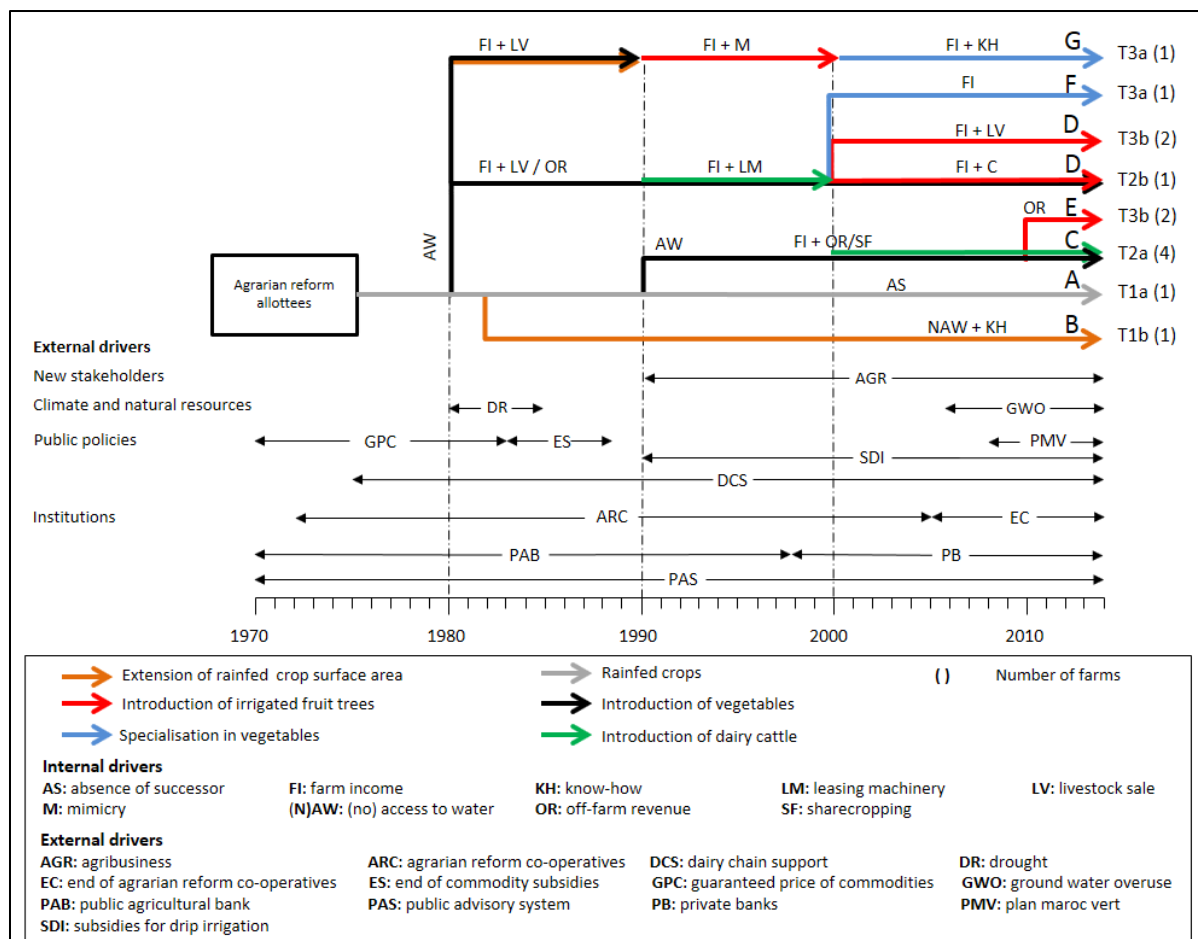 FI + LV
FI + M
FI + KH
G
T3a (1)
FI
F
T3a (1)
FI + LV
D
T3b (2)
FI + LV / OR
FI + LM
FI + C
D
T2b (1)
OR
E
T3b (2)
AW
AW
FI + OR/SF
C
T2a (4)
Agrarian reform
allottees
AS
A
T1a (1)
NAW + KH
B
T1b (1)
External drivers
New stakeholders
AGR
Climate and natural resources
DR
GWO
Public policies
GPC
ES
PMV
SDI
DCS
Institutions
ARC
EC
PAB
PB
PAS
1970 1980 1990 2000 2010
Extension of rainfed crop surface area
Rainfed crops
( ) Number of farms
Introduction of irrigated fruit trees
Introduction of vegetables
Specialisation in vegetables
Introduction of dairy cattle
Internal drivers
AS: absence of successor FI: farm income KH: know-how LM: leasing machinery LV: livestock sale
M: mimicry (N)AW: (no) access to water OR: off-farm revenue SF: sharecropping
External drivers
AGR: agribusiness ARC: agrarian reform co-operatives DCS: dairy chain support DR: drought
EC: end of agrarian reform co-operatives ES: end of commodity subsidies GPC: guaranteed price of commodities GWO: ground water overuse
PAB: public agricultural bank PAS: public advisory system PB: private banks PMV: plan maroc vert
SDI: subsidies for drip irrigation